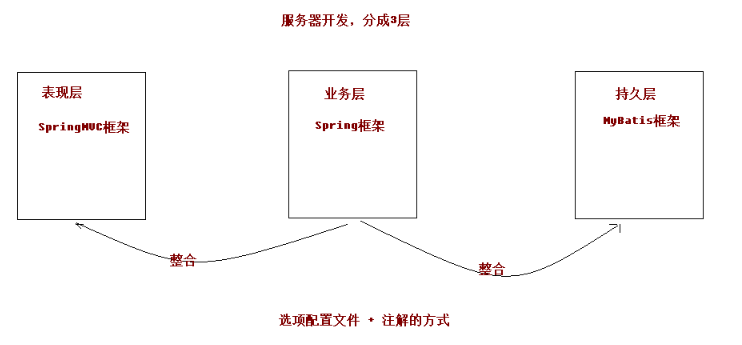 服务器开发，分成3层
表现层
SpringMVC框架
业务层
Spring框架
持久层
MyBatis框架
整合
整合
选项配置文件 + 注解的方式